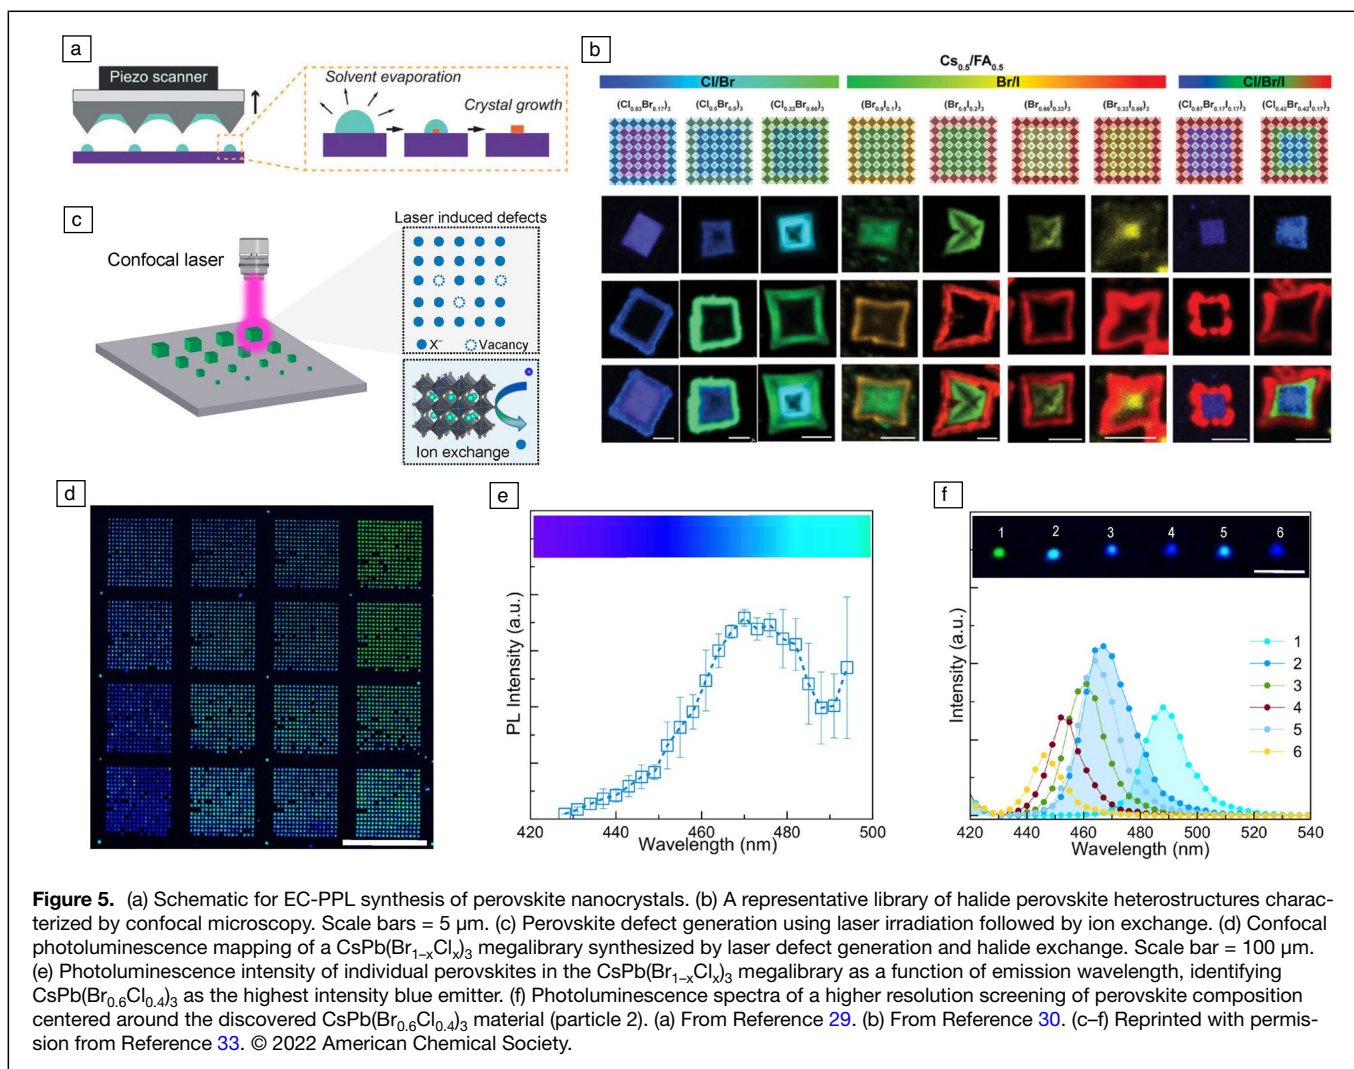 a
Piezo scanner
Solvent evaporation
Crystal growth
b
Cs0.5/FA0.5
Cl/Br
Br/I
Cl/Br/I
(Cl0.83Br0.17)3
(Cl0.5Br0.5)3
(Cl0.33Br0.66)3
(Br0.9I0.1)3
(Br0.8I0.2)3
(Br0.66I0.33)3
(Br0.33I0.66)3
(Cl0.67Br0.17I0.17)3
(Cl0.42Br0.42I0.17)3
c
Confocal laser
Laser induced defects
X–
Vacancy
Ion exchange
d
e
PL Intensity (a.u.)
420 440 460 480 500
Wavelength (nm)
f
1 2 3 4 5 6
Intensity (a.u.)
1
2
3
4
5
6
420 440 460 480 500 520 540
Wavelength (nm)
Figure 5. (a) Schematic for EC-PPL synthesis of perovskite nanocrystals. (b) A representative library of halide perovskite heterostructures charac-
terized by confocal microscopy. Scale bars = 5 μm. (c) Perovskite defect generation using laser irradiation followed by ion exchange. (d) Confocal
photoluminescence mapping of a CsPb(Br1–xClx)3 megalibrary synthesized by laser defect generation and halide exchange. Scale bar = 100 μm.
(e) Photoluminescence intensity of individual perovskites in the CsPb(Br1–xClx)3 megalibrary as a function of emission wavelength, identifying
CsPb(Br0.6Cl0.4)3 as the highest intensity blue emitter. (f) Photoluminescence spectra of a higher resolution screening of perovskite composition
centered around the discovered CsPb(Br0.6Cl0.4)3 material (particle 2). (a) From Reference 29. (b) From Reference 30. (c–f) Reprinted with permis-
sion from Reference 33. © 2022 American Chemical Society.